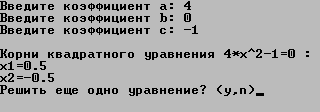 Введите коэффициент a: 4
Введите коэффициент b: 0
Введите коэффициент c: -1
Корни квадратного уравнения 4*x^2-1=0 :
x1=0.5
x2=-0.5
Решить еще одно уравнение? (y,n)